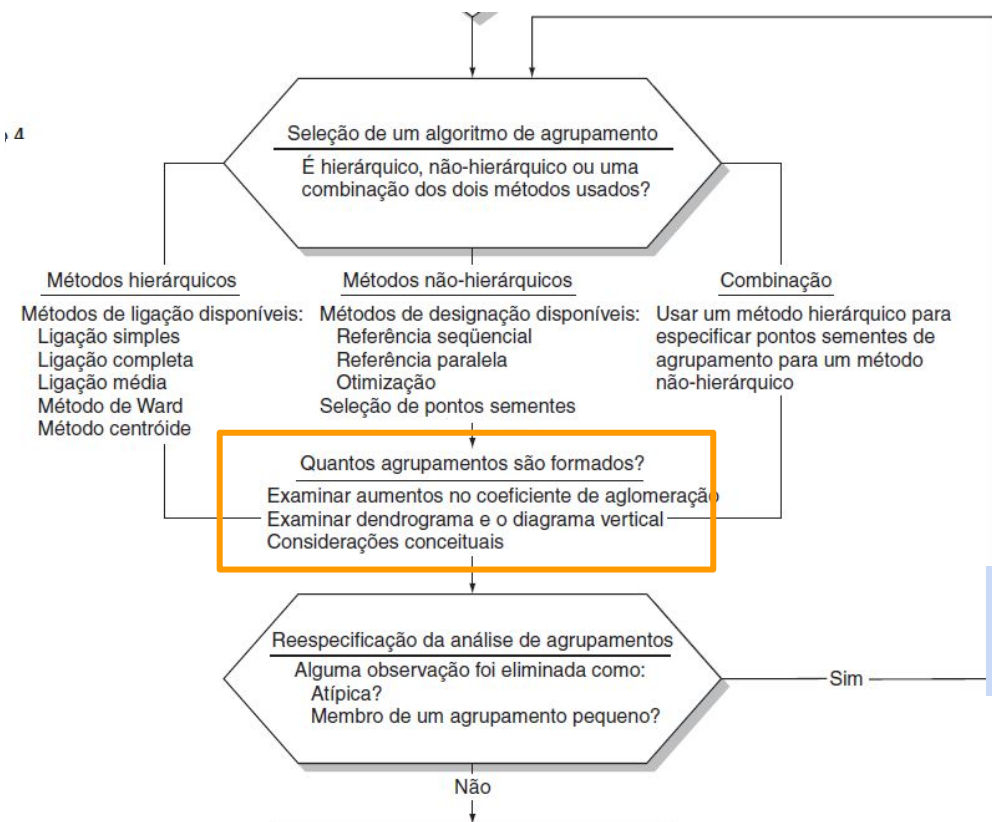 4
Seleção de um algoritmo de agrupamento
É hierárquico, não-hierárquico ou uma
combinação dos dois métodos usados?
Métodos hierárquicos
Métodos de ligação disponíveis:
Ligação simples
Ligação completa
Ligação média
Método de Ward
Método centróide
Métodos não-hierárquicos
Métodos de designação disponíveis:
Referência seqüencial
Referência paralela
Otimização
Seleção de pontos sementes
Combinação
Usar um método hierárquico para
especificar pontos sementes de
agrupamento para um método
não-hierárquico
Quantos agrupamentos são formados?
Examinar aumentos no coeficiente de aglomeração
Examinar dendrograma e o diagrama vertical
Considerações conceituais
Reespecificação da análise de agrupamentos
Alguma observação foi eliminada como:
Atípica?
Membro de um agrupamento pequeno?
Sim
Não